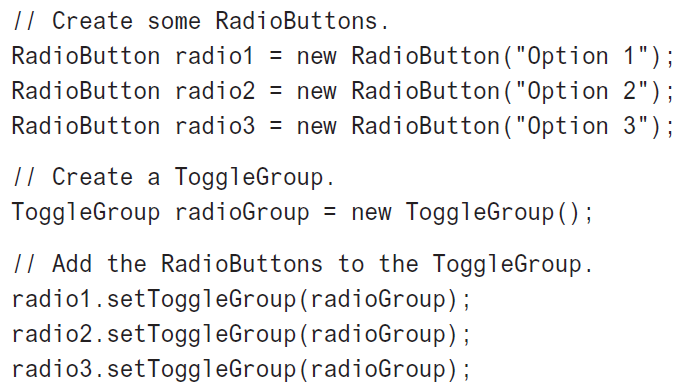 // Create some RadioButtons.
RadioButton radio1 = new RadioButton("Option 1");
RadioButton radio2 = new RadioButton("Option 2");
RadioButton radio3 = new RadioButton("Option 3");
// Create a ToggleGroup.
ToggleGroup radioGroup = new ToggleGroup();
// Add the RadioButtons to the ToggleGroup.
radio1.setToggleGroup(radioGroup);
radio2.setToggleGroup(radioGroup);
radio3.setToggleGroup(radioGroup);